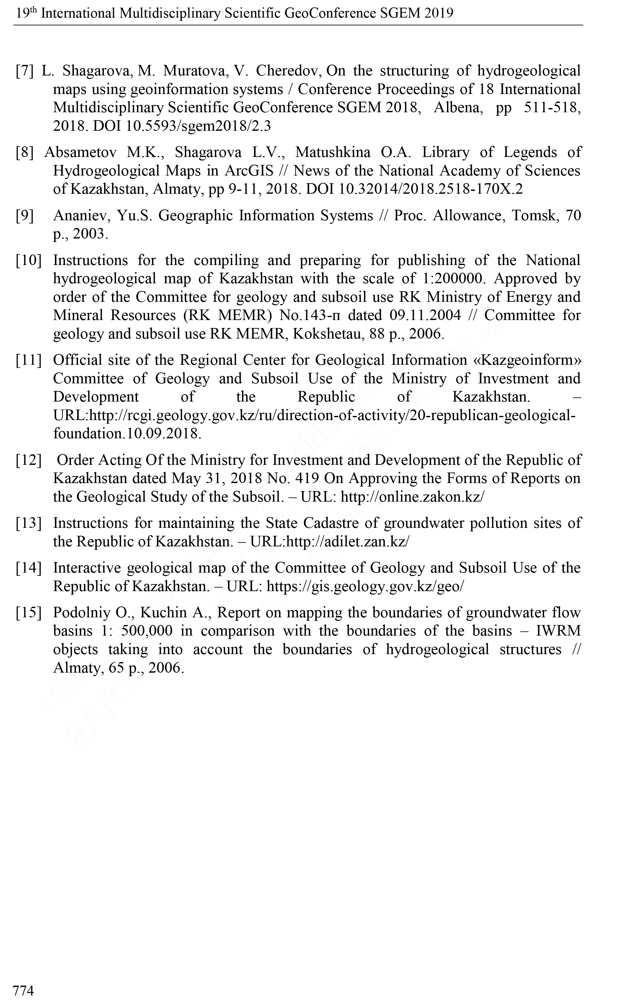 19th International Multidisciplinary Scientific GeoConference SGEM 2019
[7] L. Shagarova, M. Muratova, V. Cheredov, On the structuring of hydrogeological
maps using geoinformation systems / Conference Proceedings of 18 International
Multidisciplinary Scientific GeoConference SGEM 2018, Albena, pp 511-518,
2018. DOI 10.5593/sgem2018/2.3
[8] Absametov M.K., Shagarova L.V., Matushkina O.A. Library of Legends of
Hydrogeological Maps in ArcGIS // News of the National Academy of Sciences
of Kazakhstan, Almaty, pp 9-11, 2018. DOI 10.32014/2018.2518-170X.2
[9] Ananiev, Yu.S. Geographic Information Systems // Proc. Allowance, Tomsk, 70
p., 2003.
[10] Instructions for the compiling and preparing for publishing of the National
hydrogeological map of Kazakhstan with the scale of 1:200000. Approved by
order of the Committee for geology and subsoil use RK Ministry of Energy and
Mineral Resources (RK MEMR) No.143-п dated 09.11.2004 // Committee for
geology and subsoil use RK MEMR, Kokshetau, 88 p., 2006.
[11] Official site of the Regional Center for Geological Information «Kazgeoinform»
Committee of Geology and Subsoil Use of the Ministry of Investment and
Development of the Republic of Kazakhstan. –
URL:http://rcgi.geology.gov.kz/ru/direction-of-activity/20-republican-geological-
foundation.10.09.2018.
[12] Order Acting Of the Ministry for Investment and Development of the Republic of
Kazakhstan dated May 31, 2018 No. 419 On Approving the Forms of Reports on
the Geological Study of the Subsoil. – URL: http://online.zakon.kz/
[13] Instructions for maintaining the State Cadastre of groundwater pollution sites of
the Republic of Kazakhstan. – URL:http://adilet.zan.kz/
[14] Interactive geological map of the Committee of Geology and Subsoil Use of the
Republic of Kazakhstan. – URL: https://gis.geology.gov.kz/geo/
[15] Podolniy O., Kuchin A., Report on mapping the boundaries of groundwater flow
basins 1: 500,000 in comparison with the boundaries of the basins – IWRM
objects taking into account the boundaries of hydrogeological structures //
Almaty, 65 p., 2006.
774